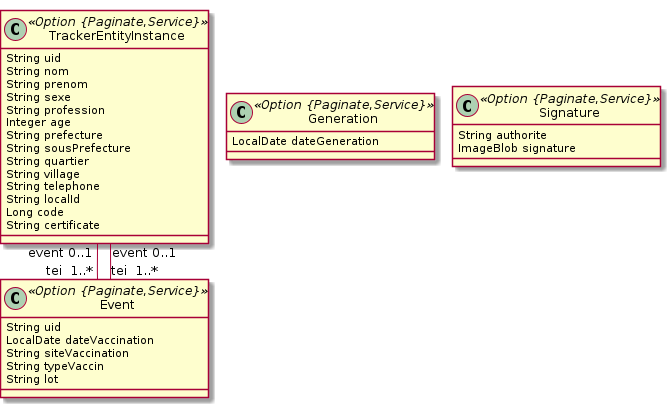 C «Option {Paginate,Service}»
TrackerEntityInstance
String uid
String nom
String prenom
String sexe
String profession
Integer age
String prefecture
String sousPrefecture
String quartier
String village
String telephone
String localId
Long code
String certificate
C «Option {Paginate,Service}»
Generation
LocalDate dateGeneration
C «Option {Paginate,Service}»
Signature
String authorite
ImageBlob signature
event 0..1 event 0..1
tei 1..* tei 1..*
C «Option {Paginate,Service}»
Event
String uid
LocalDate dateVaccination
String siteVaccination
String typeVaccin
String lot